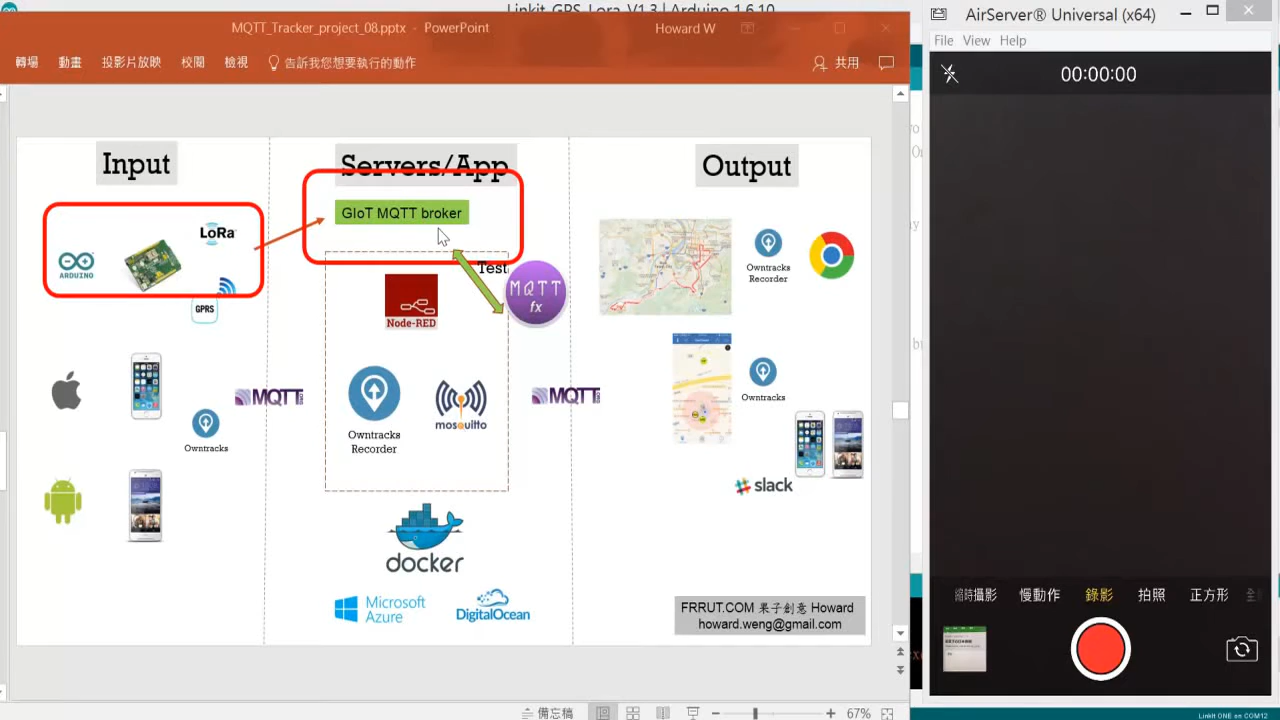 Linkit_GPS_Lora_V1.3 | Arduino 1.6.10
MQTT_Tracker_project_08.pptx - PowerPoint
Howard W
轉場 動畫 投影片放映 校閱 檢視 告訴我您想要執行的動作
共用
Input
Servers/App
Output
GIoT MQTT broker
LoRa
ARDUINO
GPRS
Test
MQTT
fx
Node-RED
Owntracks
Recorder
MQTT
Owntracks
Owntracks
Recorder
mosquitto
MQTT
Owntracks
slack
docker
Microsoft
Azure
DigitalOcean
FRRUT.COM 果子創意 Howard
howard.weng@gmail.com
備忘稿
67%
AirServer® Universal (x64)
File View Help
00:00:00
縮時攝影 慢動作 錄影 拍照 正方形 全
LinkIt ONE on COM12